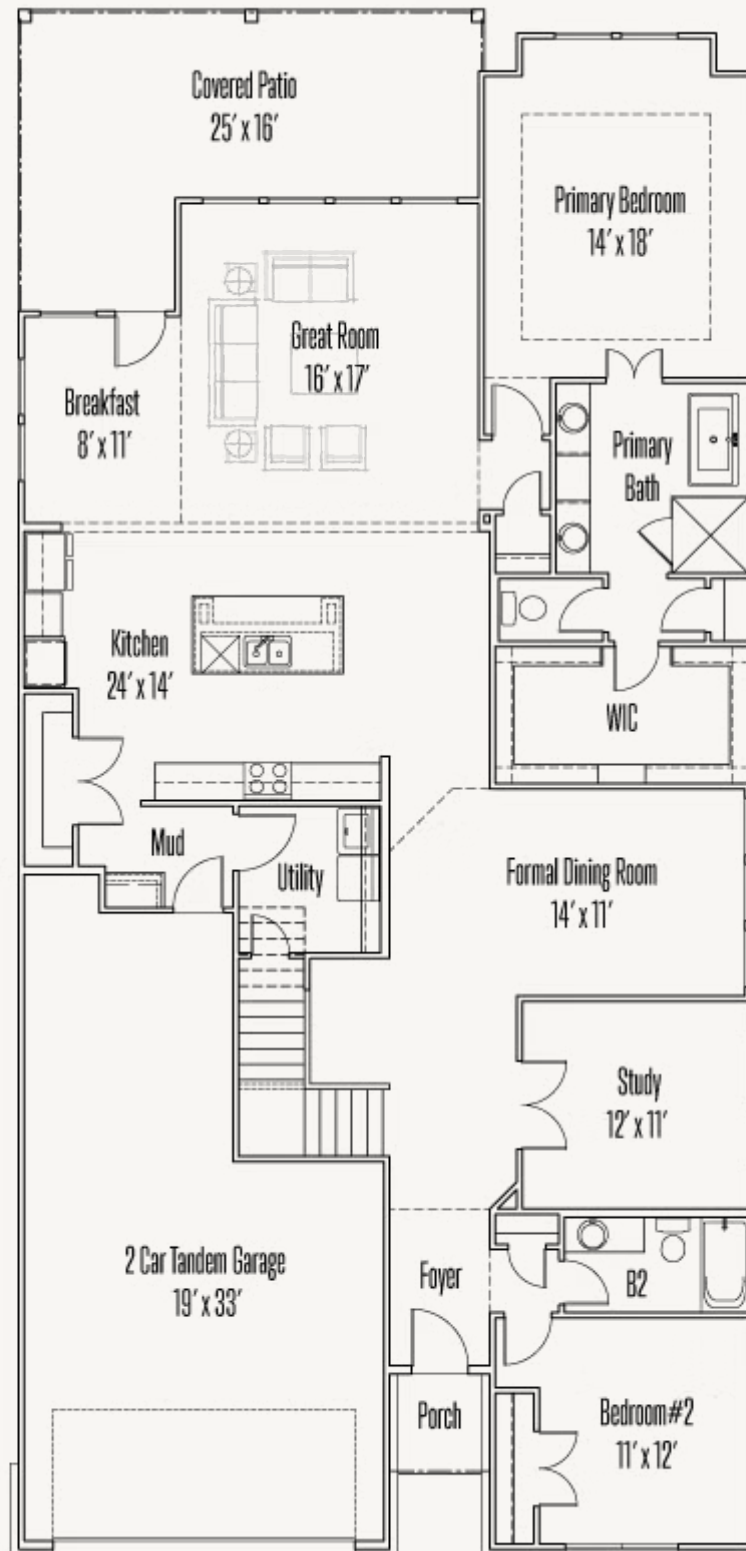 Covered Patio
25' x 16'
Primary Bedroom
14' x 18'
Great Room
16' x 17'
Breakfast
8' x 11'
Primary
Bath
Kitchen
24' x 14'
WIC
Mud
Utility
Formal Dining Room
14' x 11'
Study
12' x 11'
2 Car Tandem Garage
19' x 33'
Foyer
B2
Porch
Bedroom #2
11' x 12'